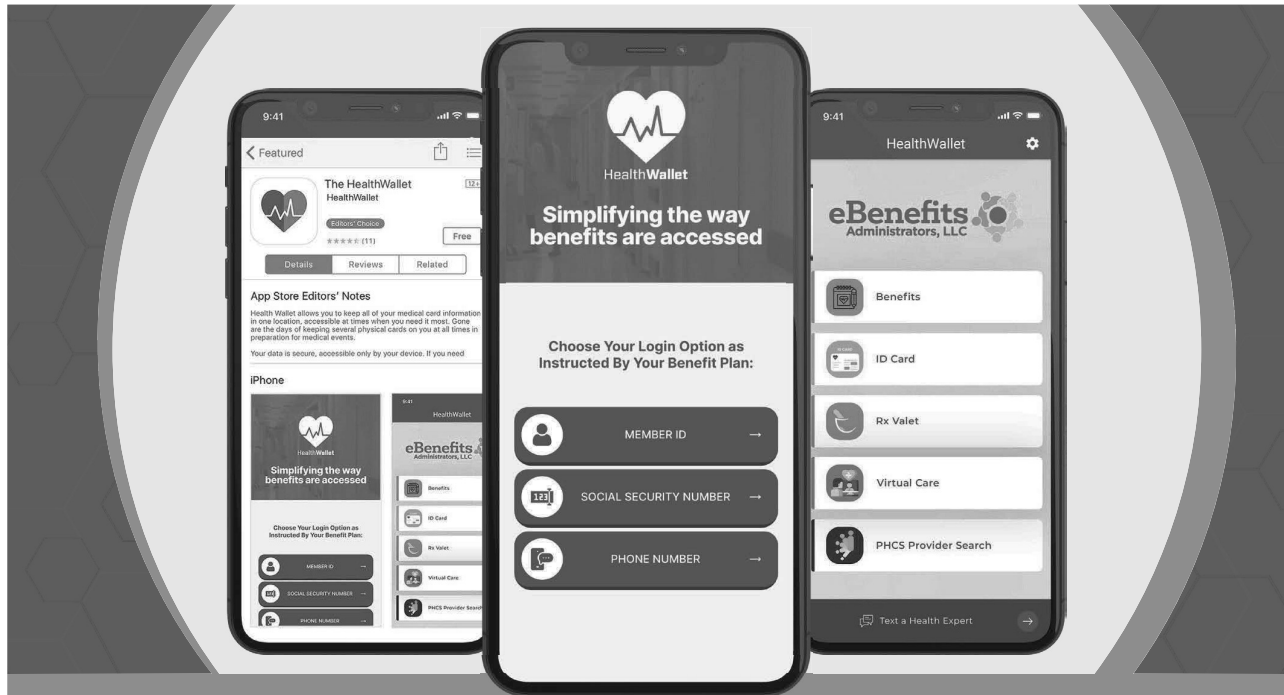 9:41
Featured
The HealthWallet
HealthWallet
12+
Editors' Choice
(11)
Free
Details
Reviews
Related
App Store Editors' Notes
Health Wallet allows you to keep all of your medical card information
in one location, accessible at times when you need it most. Gone
are the days of keeping several physical cards on you at all times in
preparation for medical events.
Your data is secure, accessible only by your device. If you need
iPhone
HealthWallet
Simplifying the way
benefits are accessed
Choose Your Login Option as
Instructed By Your Benefit Plan:
MEMBER ID
123
SOCIAL SECURITY NUMBER
PHONE NUMBER
9:41
HealthWallet
eBenefits
Administrators, LLC
Benefits
ID Card
Rx Valet
Virtual Care
PHCS Provider Search
HealthWallet
Simplifying the way
benefits are accessed
Choose Your Login Option as
Instructed By Your Benefit Plan:
MEMBER ID
123
SOCIAL SECURITY NUMBER
PHONE NUMBER
9:41
HealthWallet
eBenefits
Administrators, LLC
Benefits
ID Card
Rx Valet
Virtual Care
PHCS Provider Search
Text a Health Expert